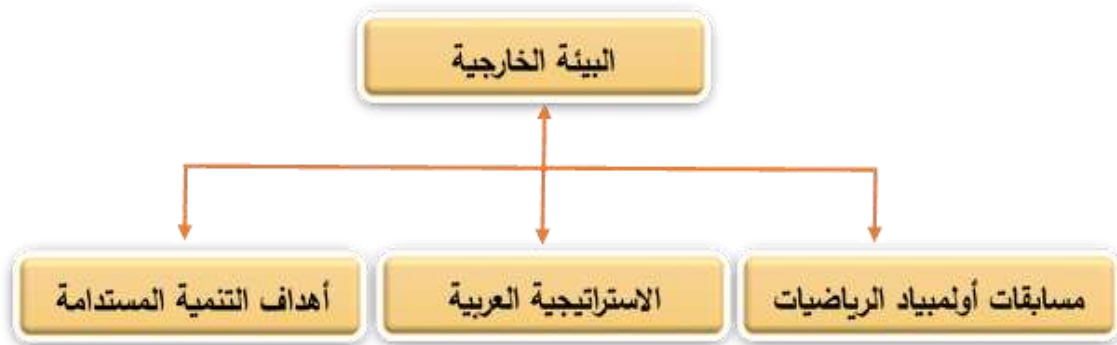 البيئة الخارجية
مسابقات أولمبياد الرياضيات
الاستراتيجية العربية
أهداف التنمية المستدامة